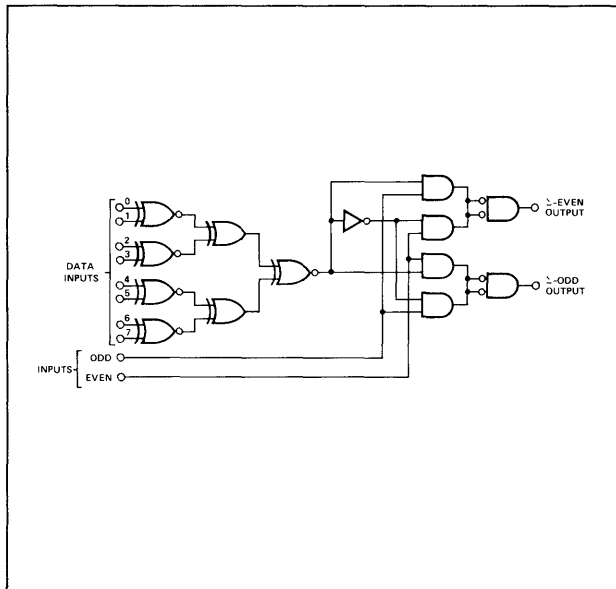 0
1
2
3
4
5
6
7
DATA
INPUTS
ODD
INPUTS
EVEN
Σ-EVEN
OUTPUT
Σ-ODD
OUTPUT